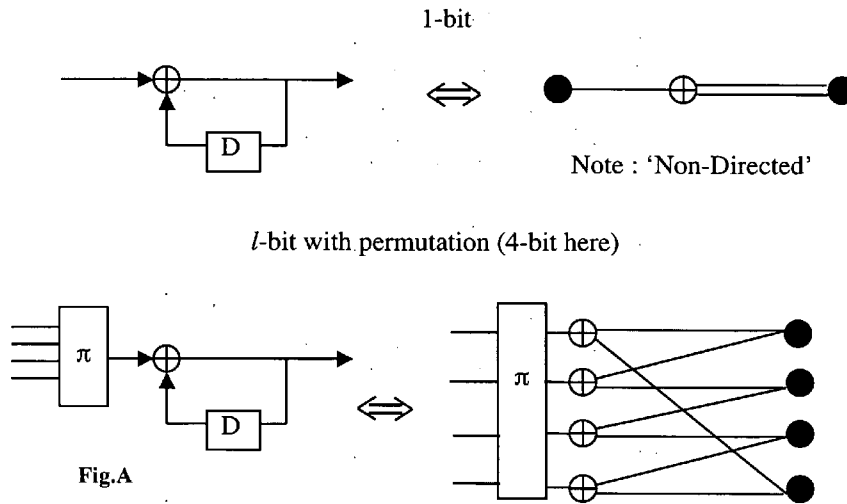 1-bit
D
Note : 'Non-Directed'
l-bit with permutation (4-bit here)
π
D
π
Fig.A